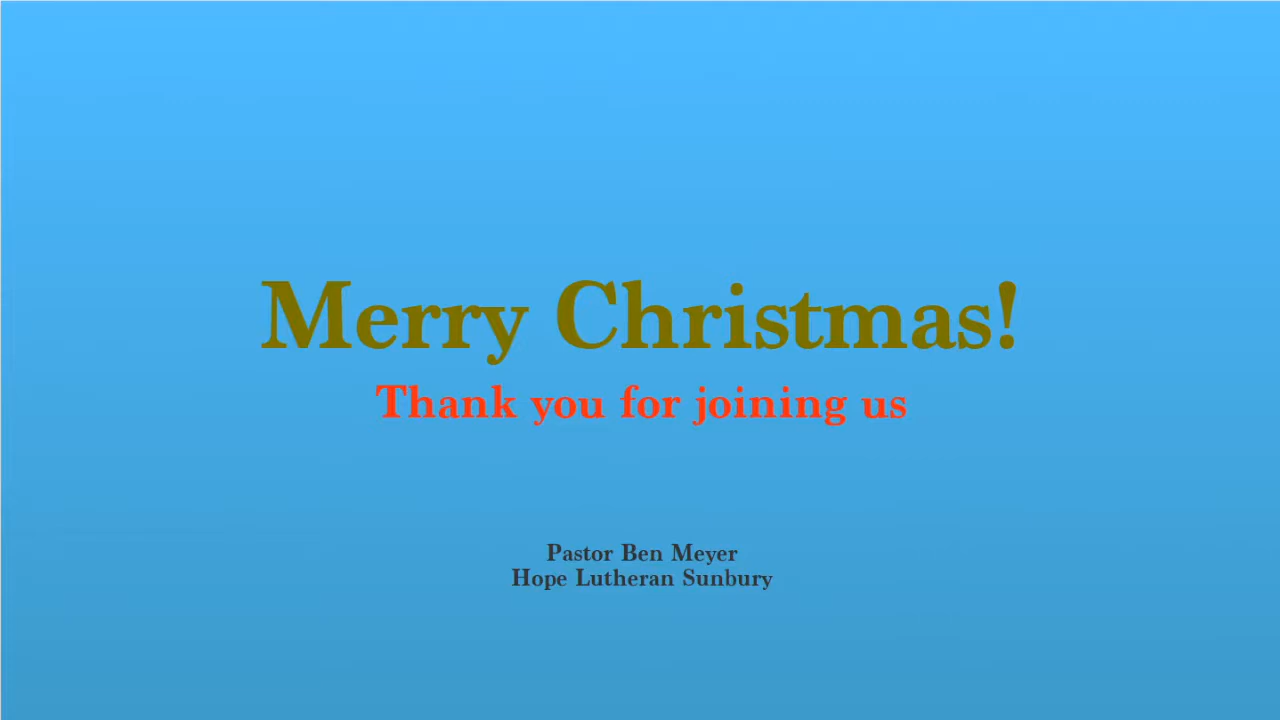 Merry Christmas!
Thank you for joining us
Pastor Ben Meyer
Hope Lutheran Sunbury